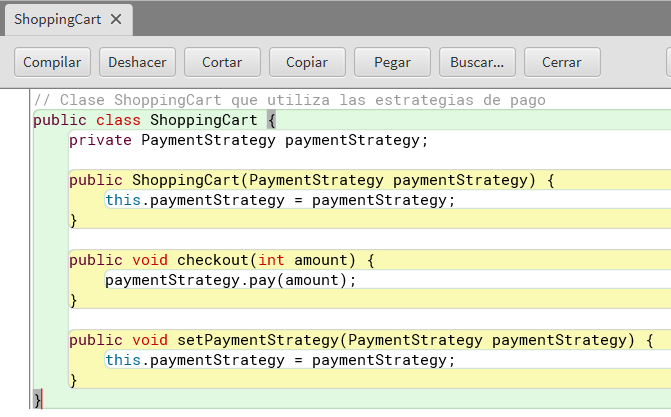 ShoppingCart ✕
Compilar Deshacer Cortar Copiar Pegar Buscar... Cerrar
// Clase ShoppingCart que utiliza las estrategias de pago
public class ShoppingCart {
    private PaymentStrategy paymentStrategy;

    public ShoppingCart(PaymentStrategy paymentStrategy) {
        this.paymentStrategy = paymentStrategy;
    }

    public void checkout(int amount) {
        paymentStrategy.pay(amount);
    }

    public void setPaymentStrategy(PaymentStrategy paymentStrategy) {
        this.paymentStrategy = paymentStrategy;
    }
}